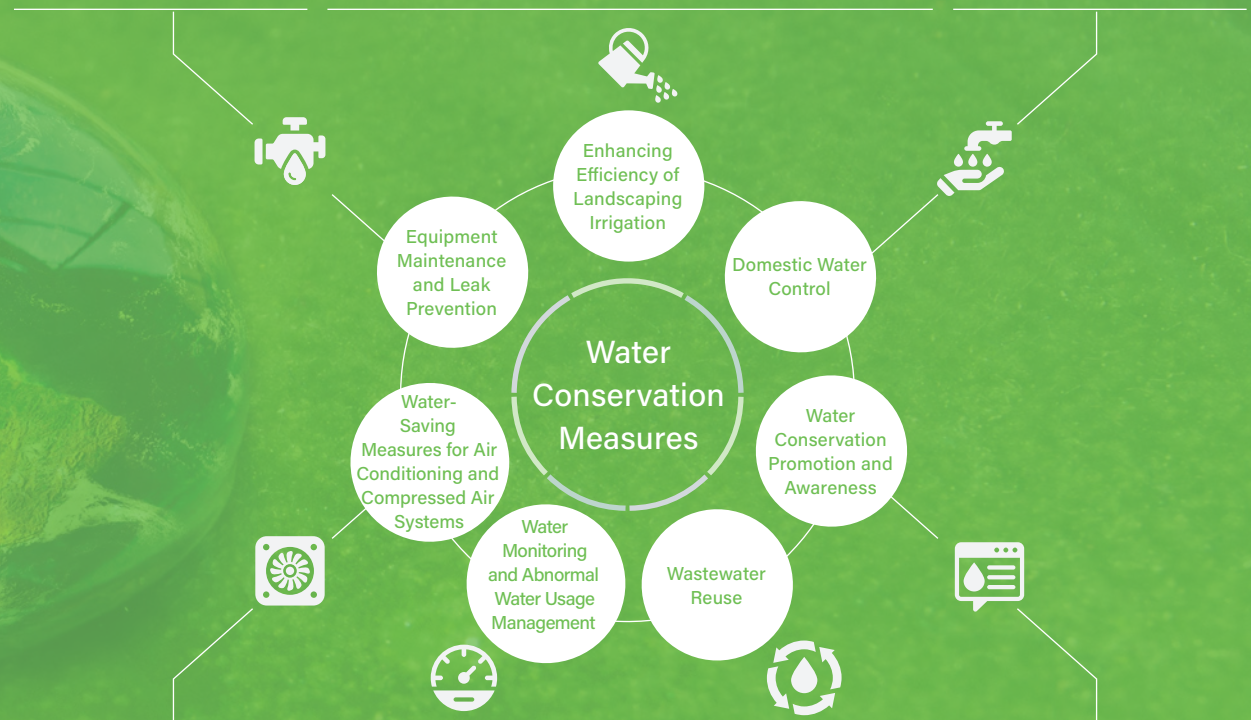 Enhancing
Efficiency of
Landscaping
Irrigation
Equipment
Maintenance
and Leak
Prevention
Domestic Water
Control
Water
Conservation
Measures
Water-
Saving
Measures for Air
Conditioning and
Compressed Air
Systems
Water
Conservation
Promotion and
Awareness
Water
Monitoring
and Abnormal
Water Usage
Management
Wastewater
Reuse